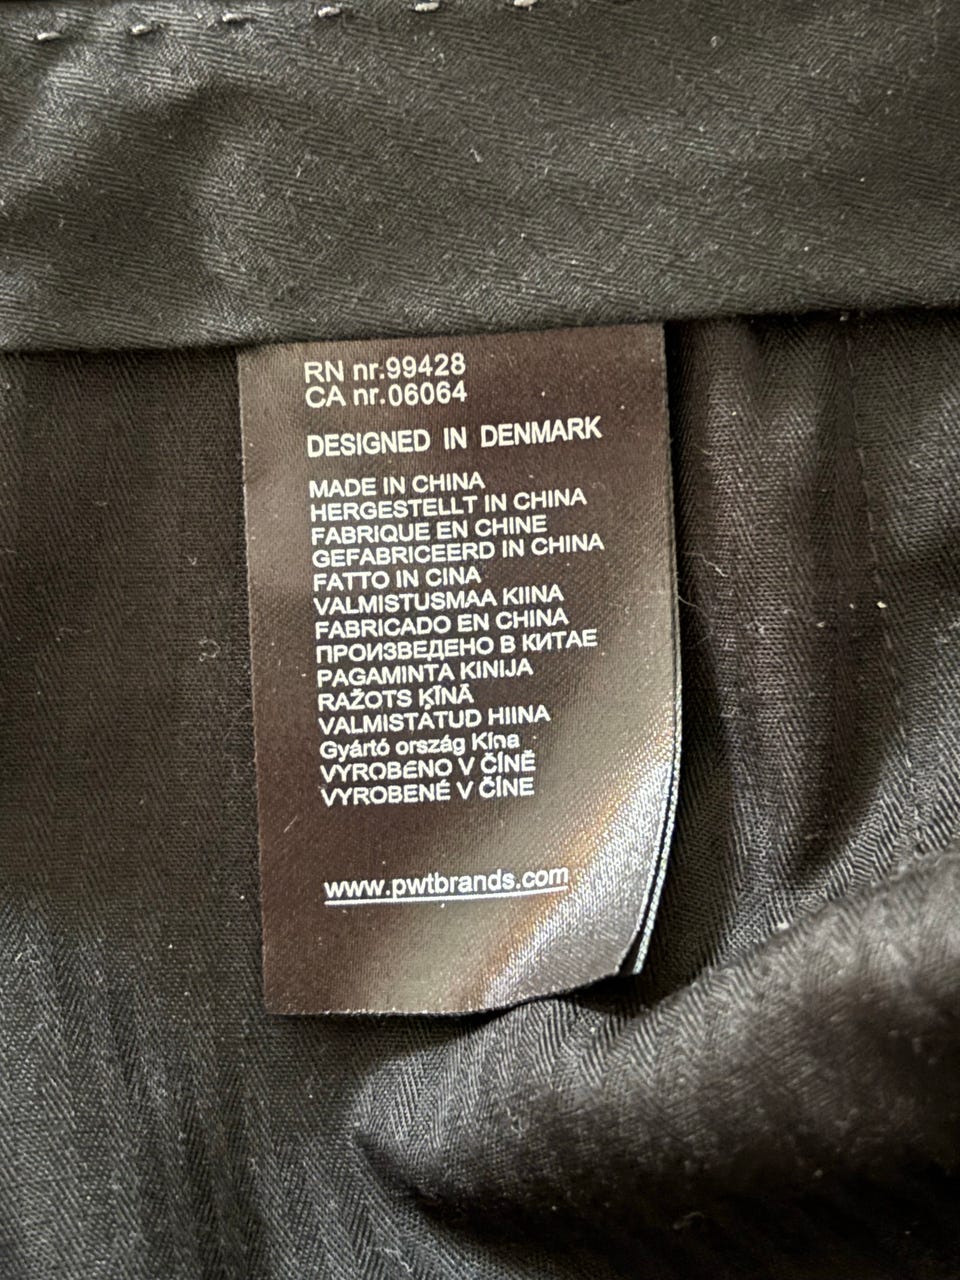 RN nr.99428
CA nr.06064
DESIGNED IN DENMARK
MADE IN CHINA
HERGESTELLT IN CHINA
FABRIQUE EN CHINE
GEFABRICEERD IN CHINA
FATTO IN CINA
VALMISTUSMAA KIINA
FABRICADO EN CHINA
ПРОИЗВЕДЕНО В КИТАЕ
PAGAMINTA KINIJA
RAŽOTS ĶĪNĀ
VALMISTÁTUD HIINA
Gyártó ország Kína
VYROBENO V ČÍNĚ
VYROBENÉ V ČÍNE
www.pwtbrands.com